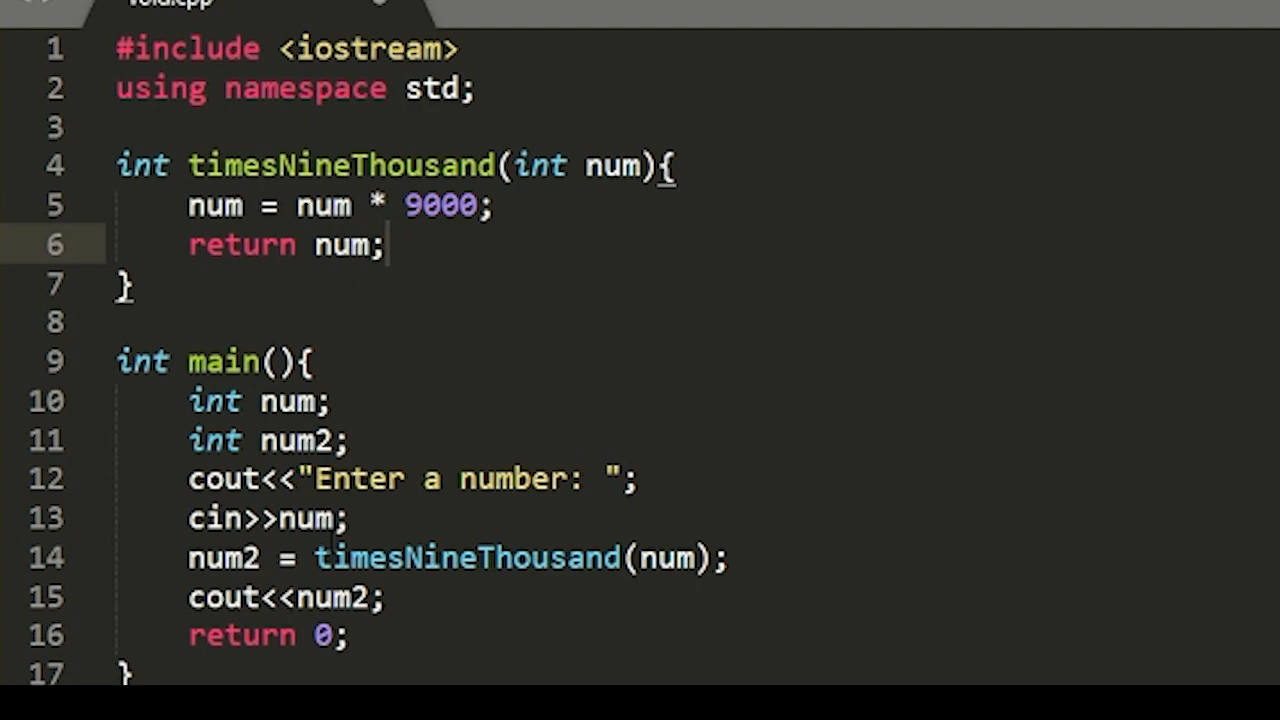 void.cpp
1 #include <iostream>
2 using namespace std;
3
4 int timesNineThousand(int num){
5 num = num * 9000;
6 return num;
7 }
8
9 int main(){
10 int num;
11 int num2;
12 cout<<"Enter a number: ";
13 cin>>num;
14 num2 = timesNineThousand(num);
15 cout<<num2;
16 return 0;
17 }